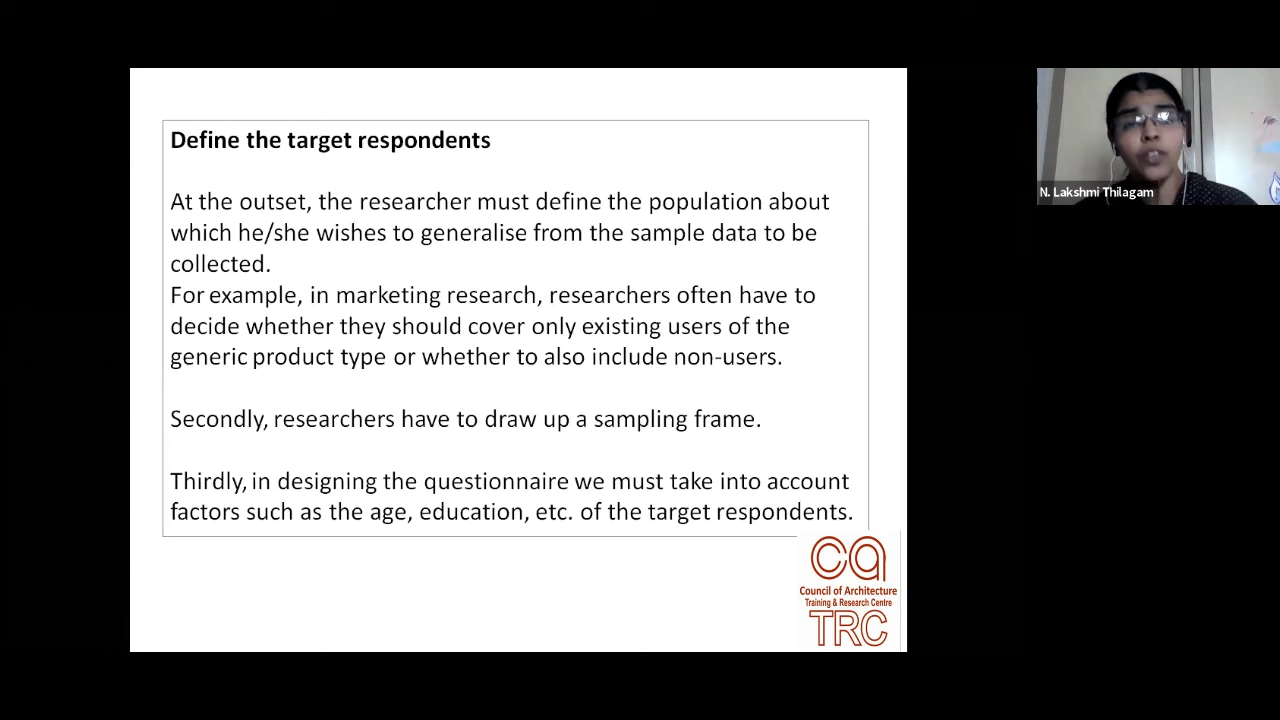 Define the target respondents
At the outset, the researcher must define the population about
which he/she wishes to generalise from the sample data to be
collected.
For example, in marketing research, researchers often have to
decide whether they should cover only existing users of the
generic product type or whether to also include non-users.
Secondly, researchers have to draw up a sampling frame.
Thirdly, in designing the questionnaire we must take into account
factors such as the age, education, etc. of the target respondents.
N. Lakshmi Thilagam
ca
Council of Architecture
Training & Research Centre
TRC